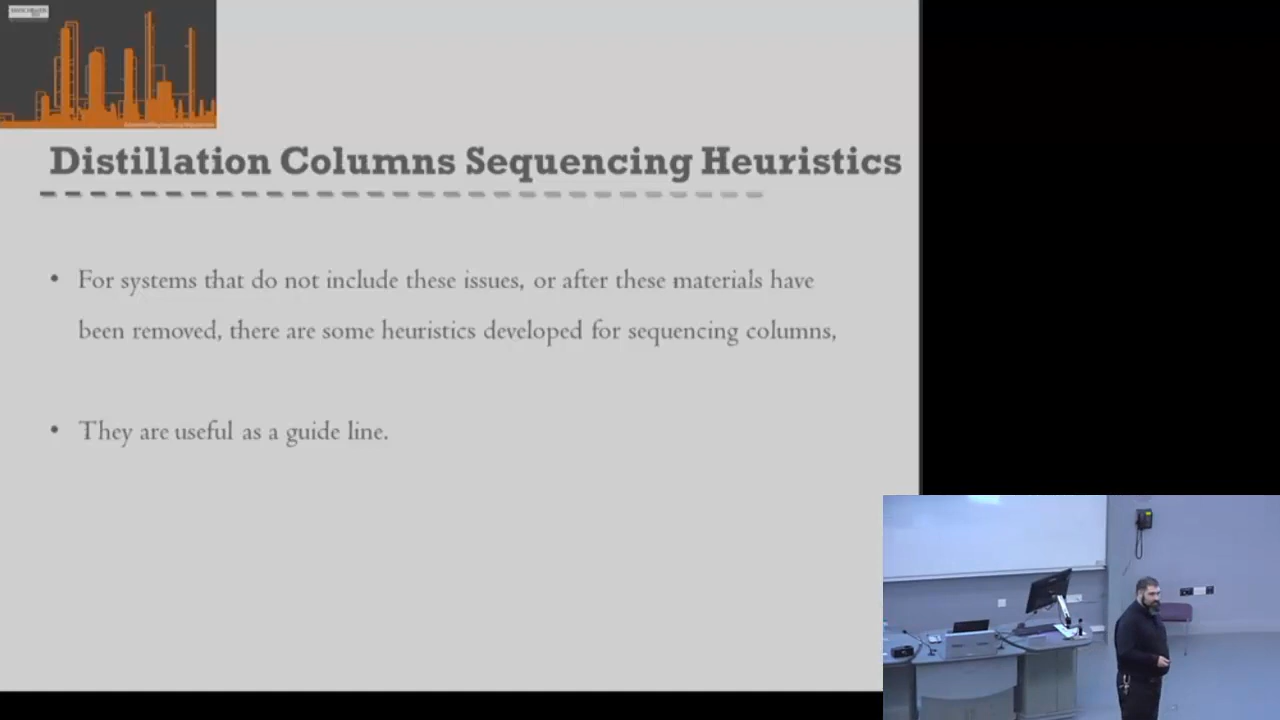 Distillation Columns Sequencing Heuristics
• For systems that do not include these issues, or after these materials have
been removed, there are some heuristics developed for sequencing columns,
• They are useful as a guide line.